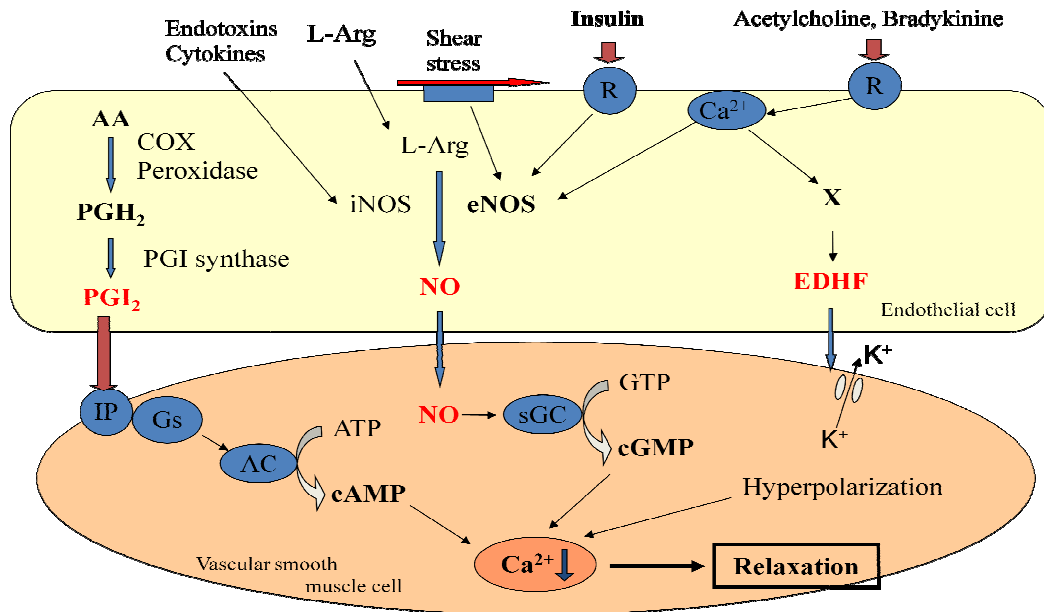 Endotoxins
Cytokines
L-Arg
Shear
stress
Insulin
Acetylcholine, Bradykinine
R
R
Ca²⁺
AA
COX
Peroxidase
L-Arg
PGH₂
iNOS
eNOS
X
PGI synthase
PGI₂
NO
EDHF
Endothelial cell
K⁺
IP
Gs
ATP
NO
sGC
GTP
K⁺
AC
cAMP
cGMP
Hyperpolarization
Ca²⁺
Relaxation
Vascular smooth
muscle cell